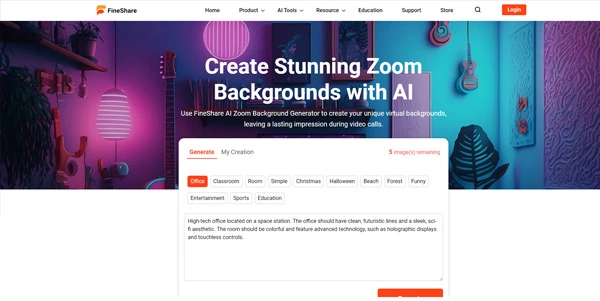 FineShare
Home Product AI Tools Resource Education Support Store Login
Create Stunning Zoom
Backgrounds with AI
Use FineShare AI Zoom Background Generator to create your unique virtual backgrounds,
leaving a lasting impression during video calls.
Generate My Creation 5 image(s) remaining
Office Classroom Room Simple Christmas Halloween Beach Forest Funny
Entertainment Sports Education
High-tech office located on a space station. The office should have clean, futuristic lines and a sleek, sci-
fi aesthetic. The room should be colorful and feature advanced technology, such as holographic displays
and touchless controls.